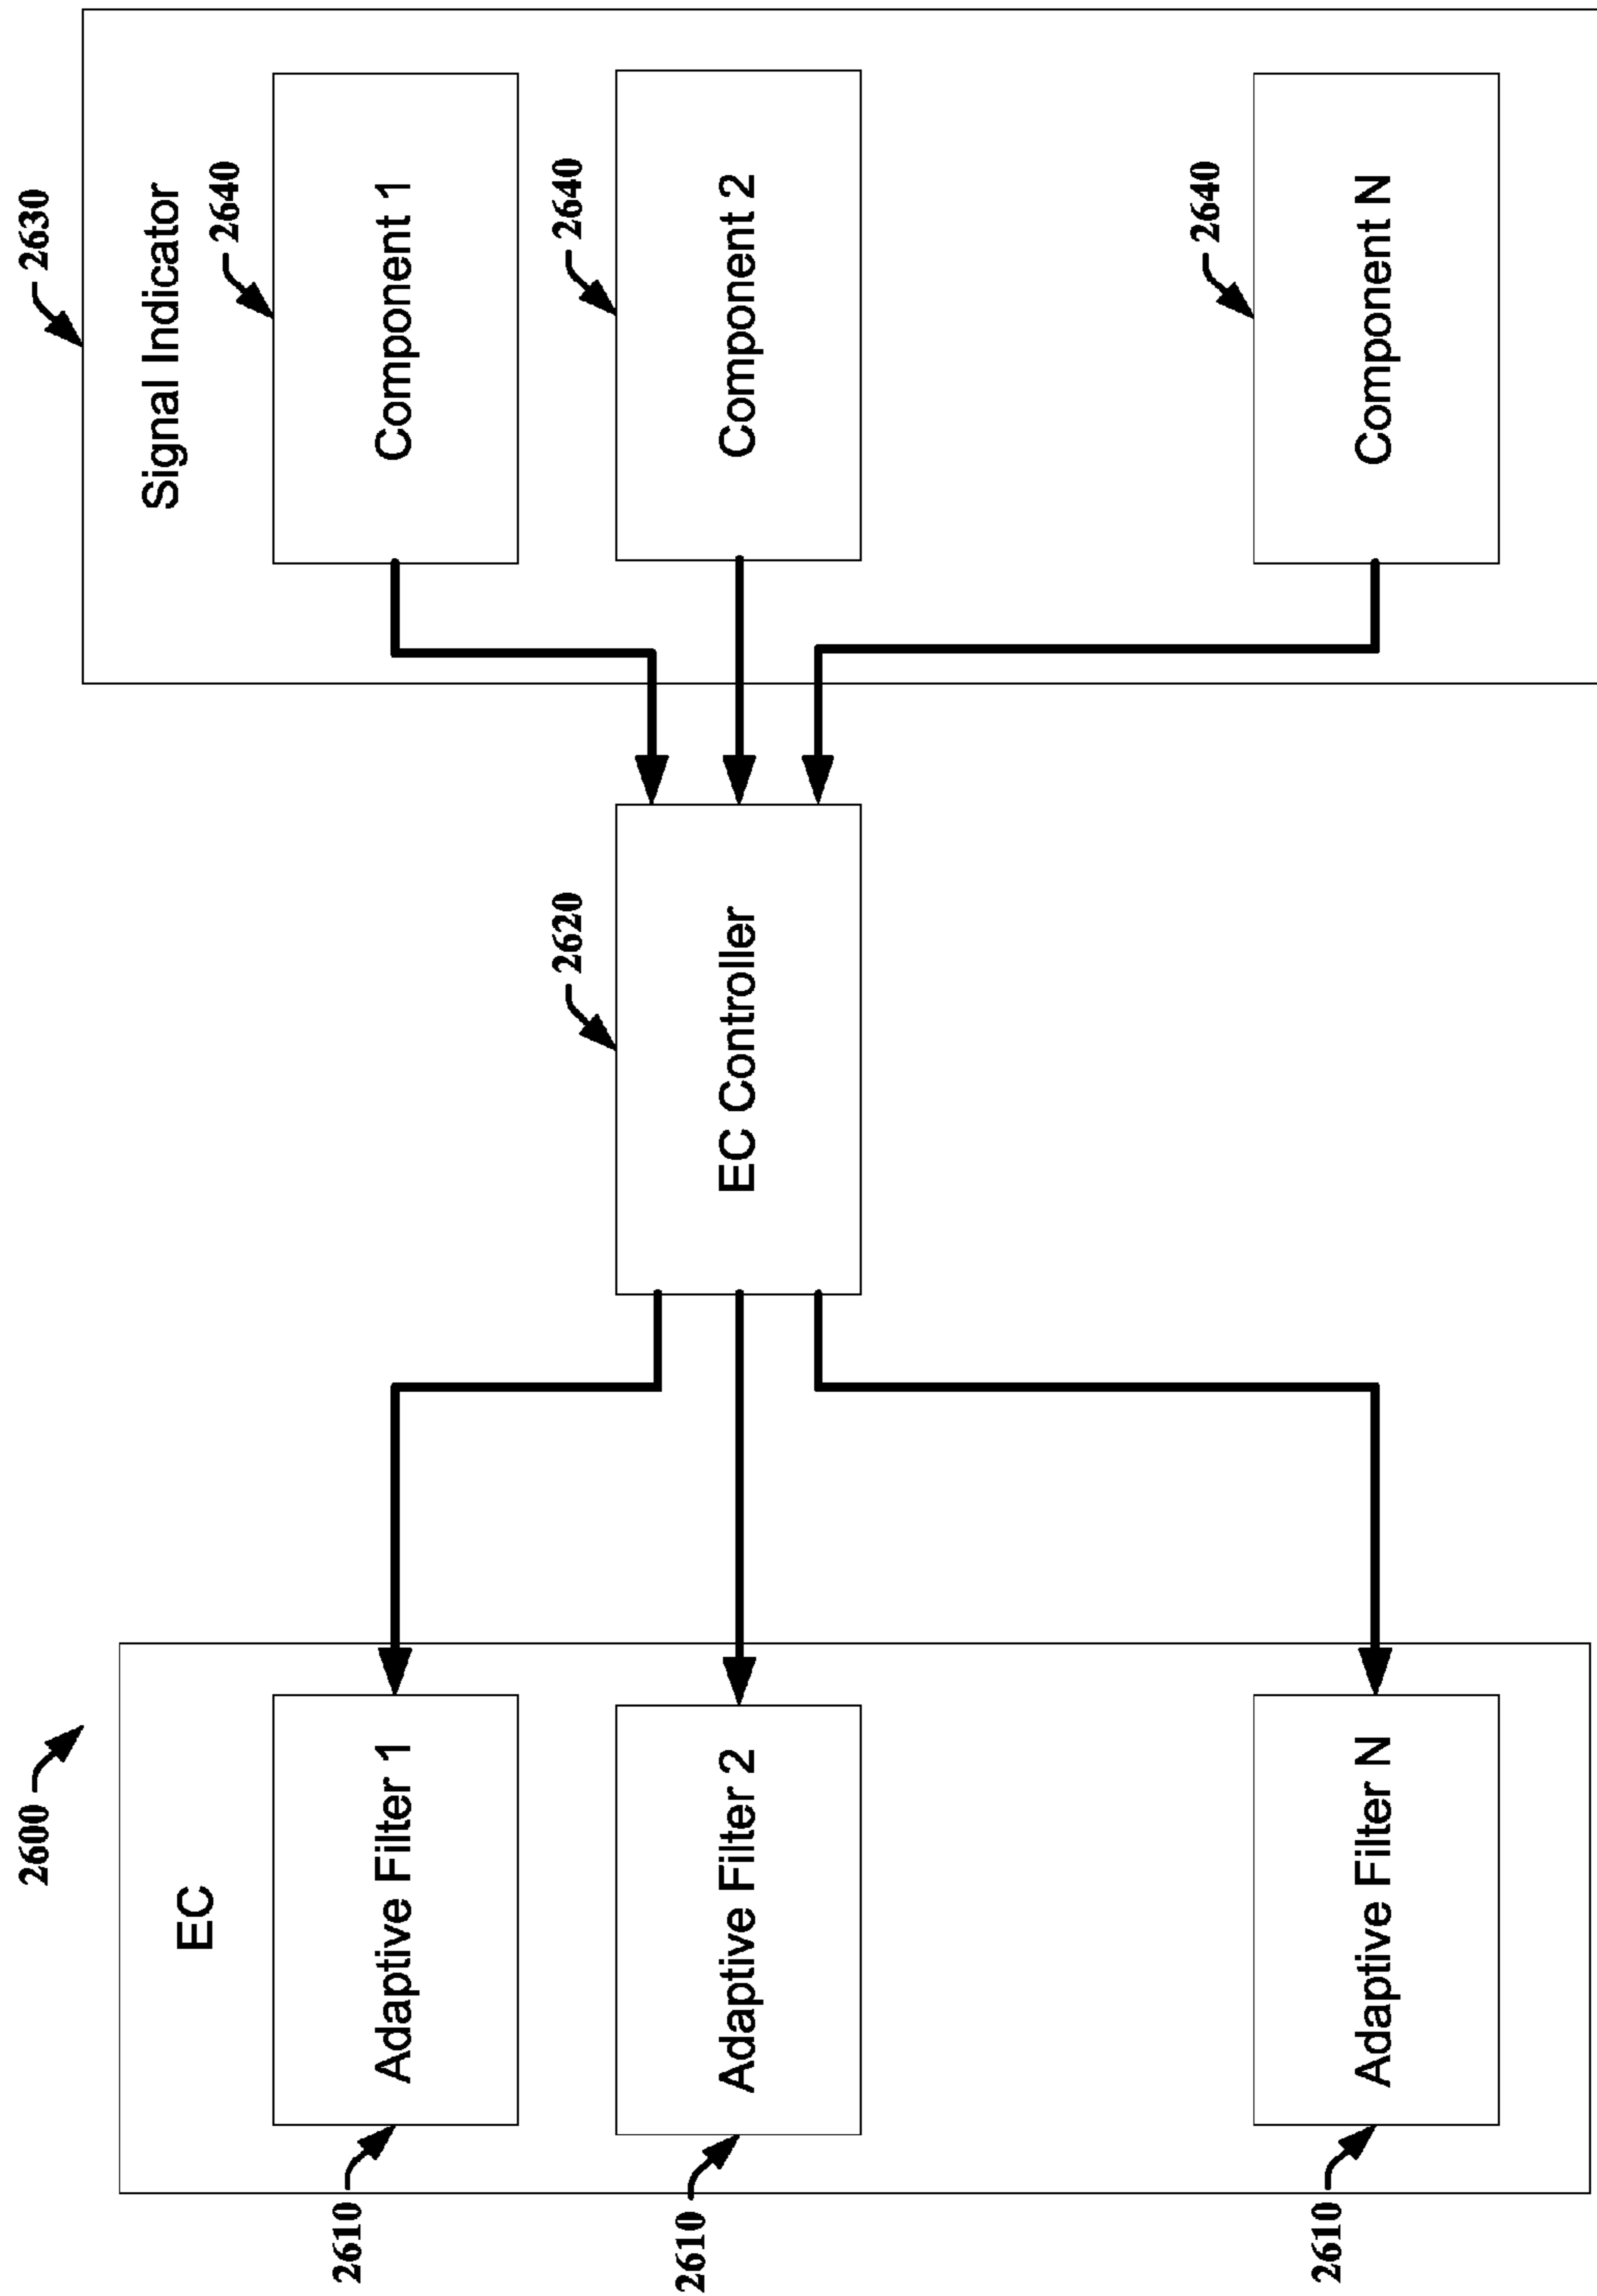 2600
EC
2610
Adaptive Filter 1
2610
Adaptive Filter 2
2610
Adaptive Filter N
2620
EC Controller
2630
Signal Indicator
2640
Component 1
2640
Component 2
2640
Component N